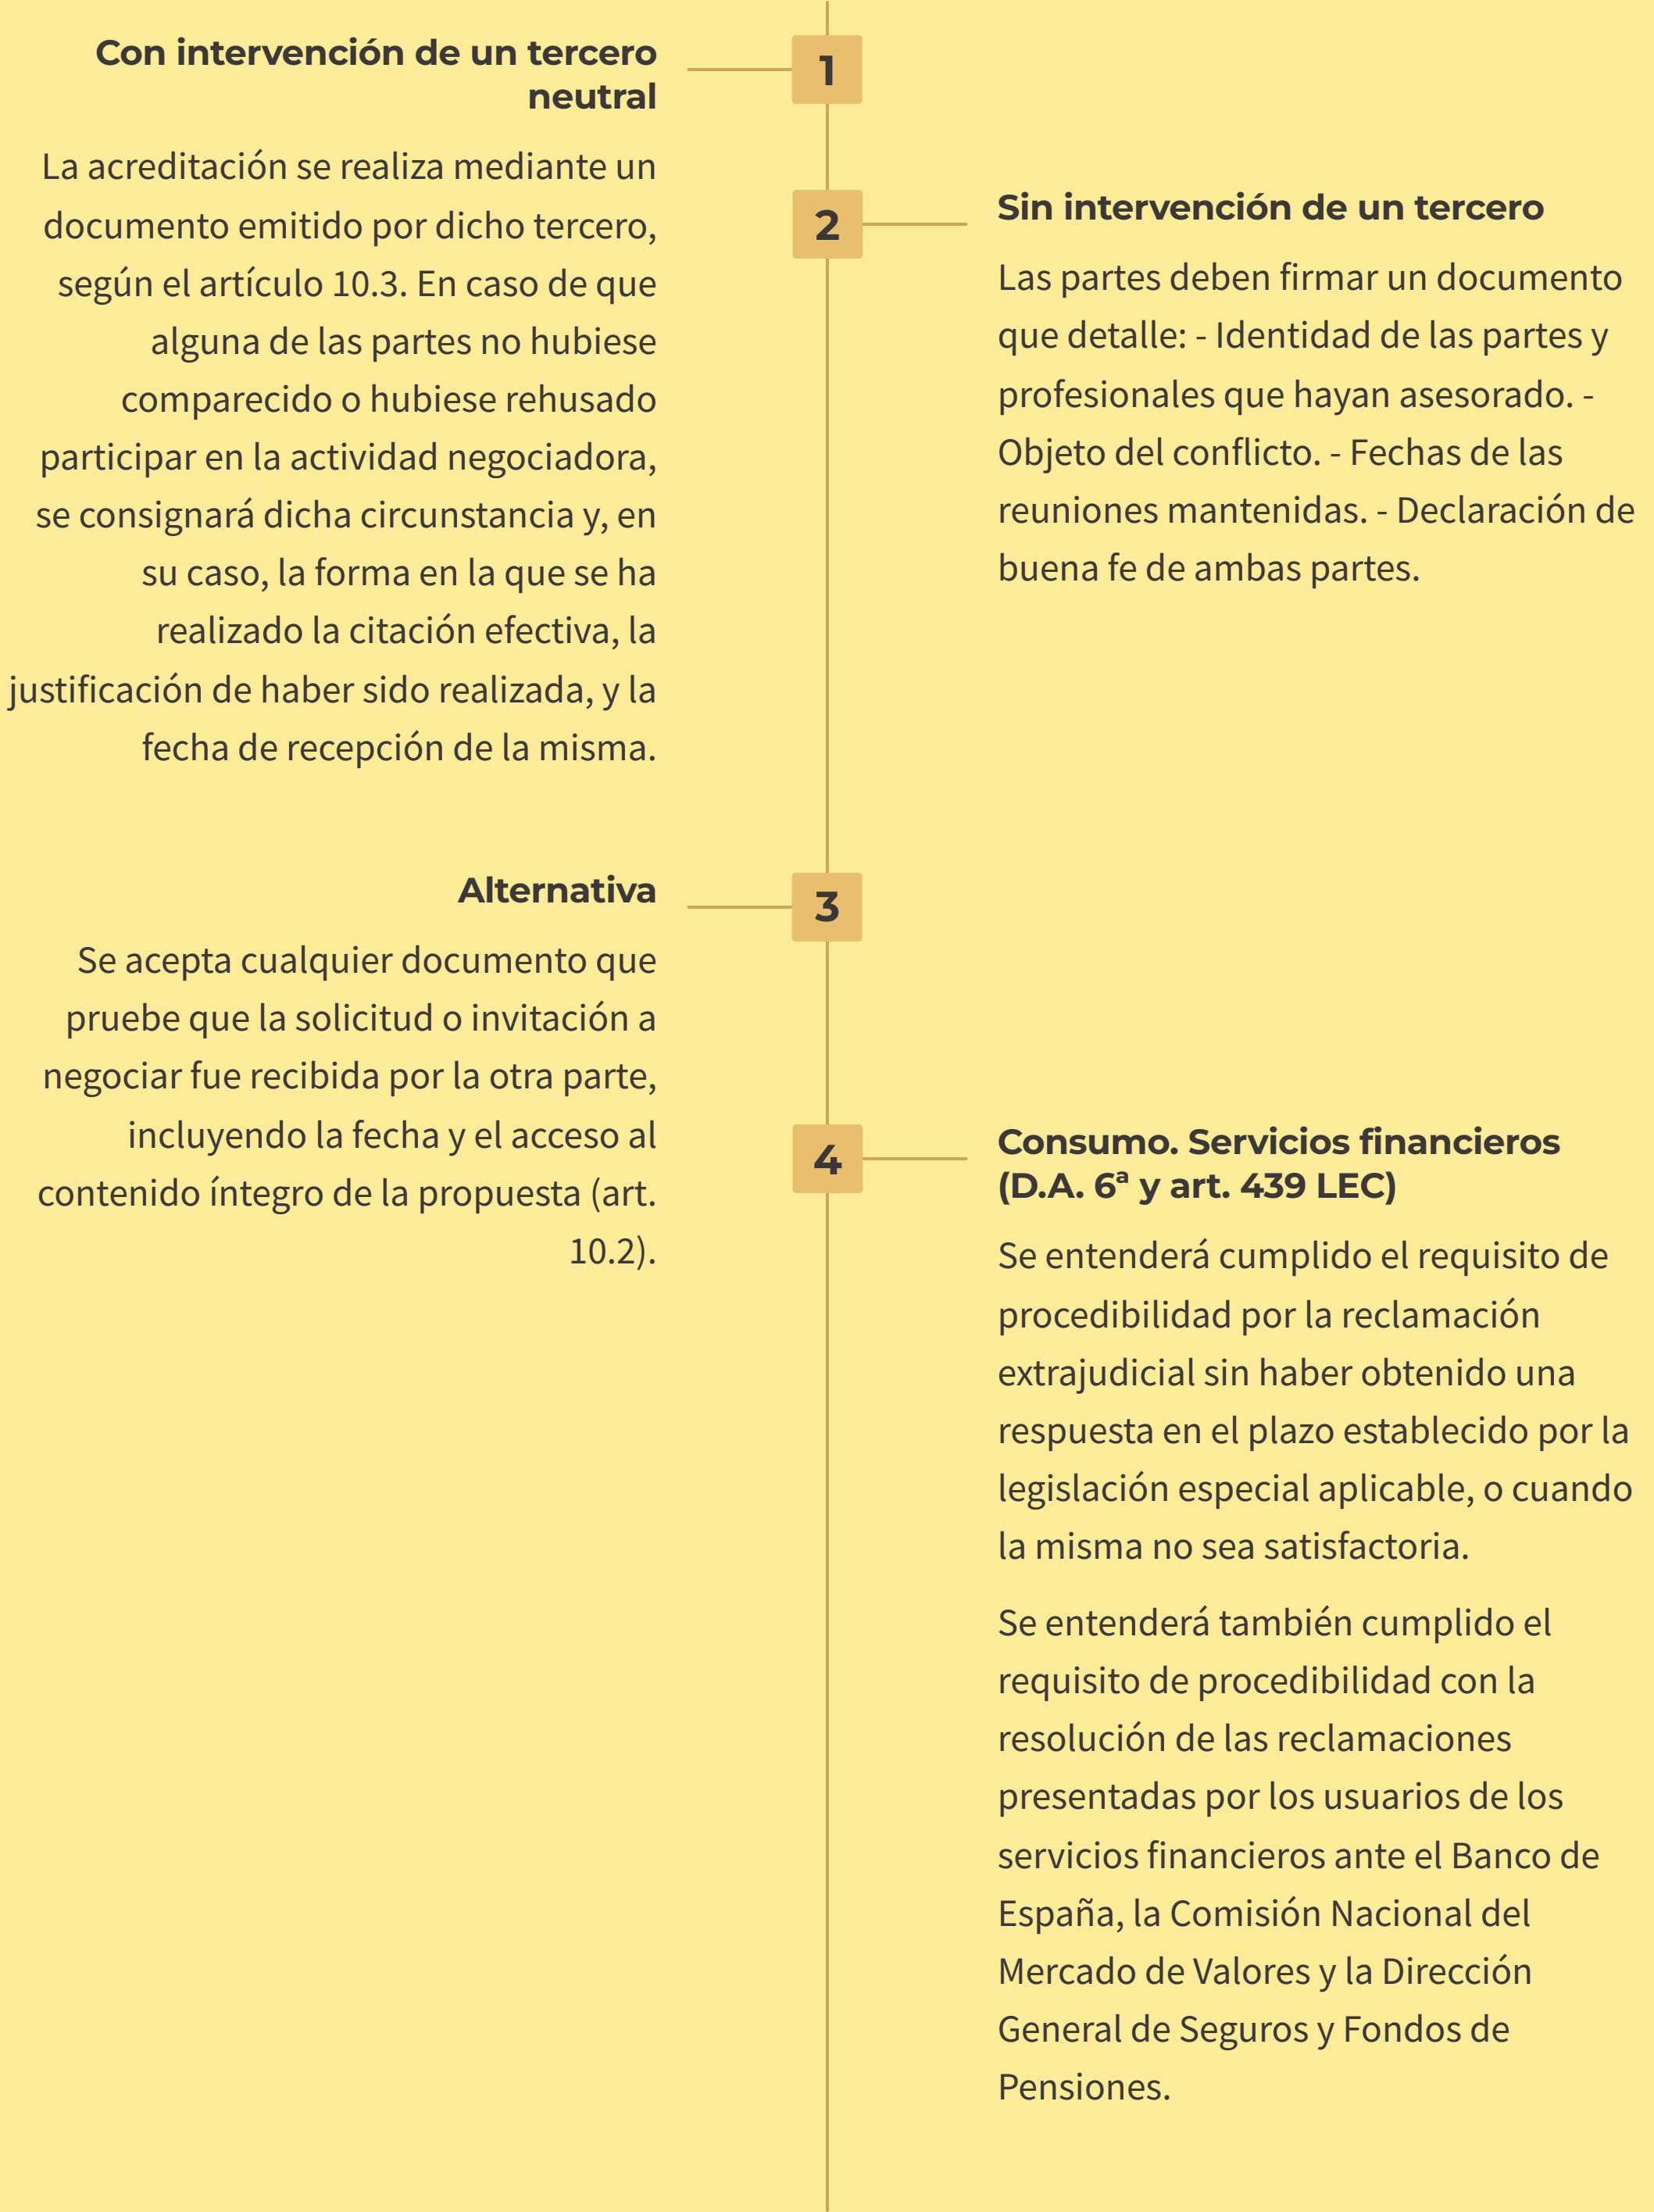 Con intervención de un tercero
neutral
1
La acreditación se realiza mediante un
documento emitido por dicho tercero,
según el artículo 10.3. En caso de que
alguna de las partes no hubiese
comparecido o hubiese rehusado
participar en la actividad negociadora,
se consignará dicha circunstancia y, en
su caso, la forma en la que se ha
realizado la citación efectiva, la
justificación de haber sido realizada, y la
fecha de recepción de la misma.
2
Sin intervención de un tercero
Las partes deben firmar un documento
que detalle: - Identidad de las partes y
profesionales que hayan asesorado. -
Objeto del conflicto. - Fechas de las
reuniones mantenidas. - Declaración de
buena fe de ambas partes.
Alternativa
3
Se acepta cualquier documento que
pruebe que la solicitud o invitación a
negociar fue recibida por la otra parte,
incluyendo la fecha y el acceso al
contenido íntegro de la propuesta (art.
10.2).
4
Consumo. Servicios financieros
(D.A. 6ª y art. 439 LEC)
Se entenderá cumplido el requisito de
procedibilidad por la reclamación
extrajudicial sin haber obtenido una
respuesta en el plazo establecido por la
legislación especial aplicable, o cuando
la misma no sea satisfactoria.
Se entenderá también cumplido el
requisito de procedibilidad con la
resolución de las reclamaciones
presentadas por los usuarios de los
servicios financieros ante el Banco de
España, la Comisión Nacional del
Mercado de Valores y la Dirección
General de Seguros y Fondos de
Pensiones.